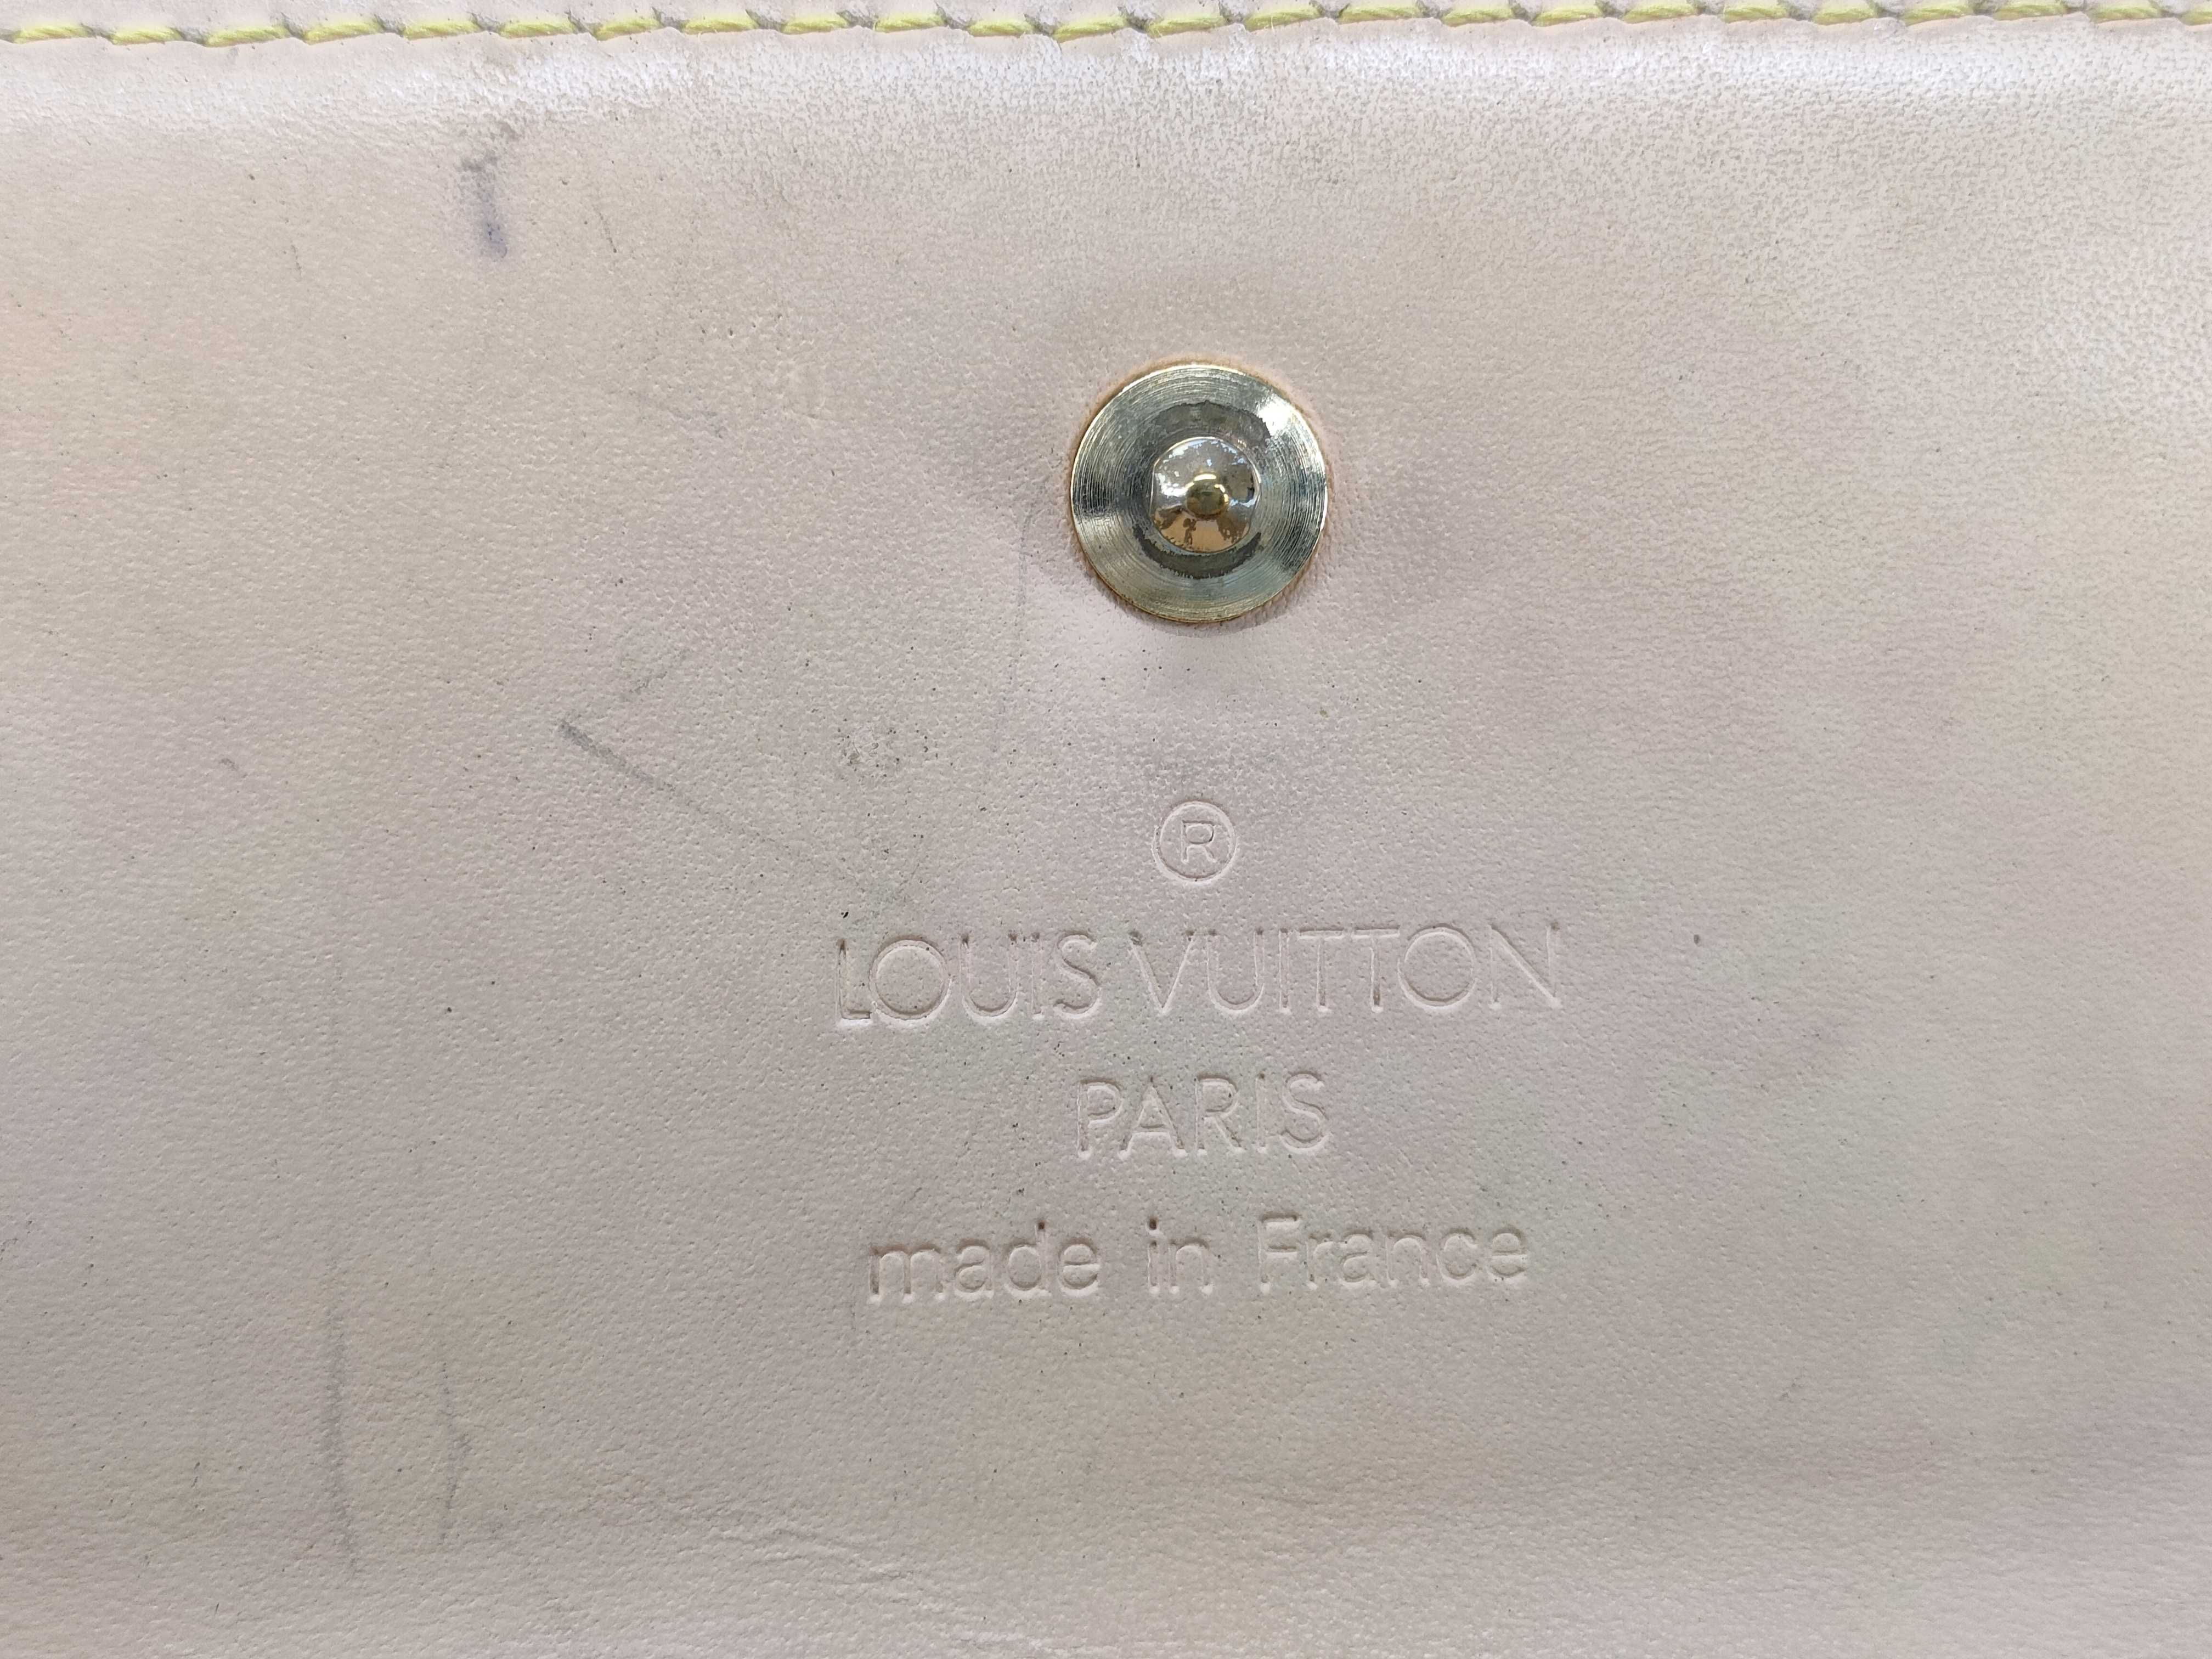 ®
LOUIS VUITTON
PARIS
made in France